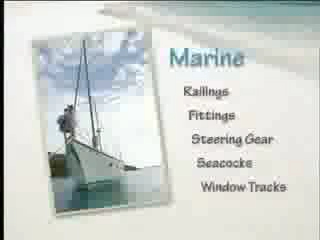 Marine
Railings
Fittings
Steering Gear
Seacocks
Window Tracks